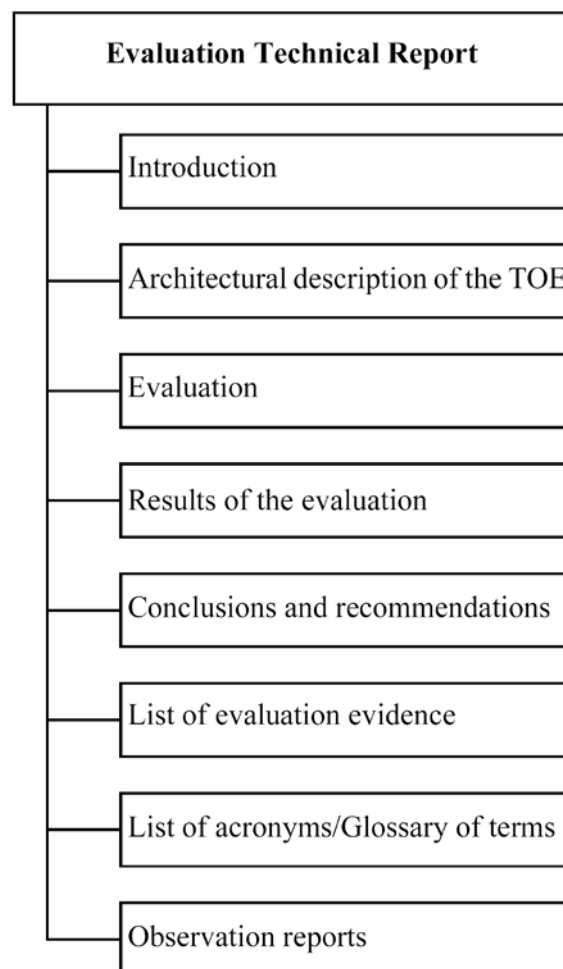 Evaluation Technical Report
Introduction
Architectural description of the TOE
Evaluation
Results of the evaluation
Conclusions and recommendations
List of evaluation evidence
List of acronyms/Glossary of terms
Observation reports